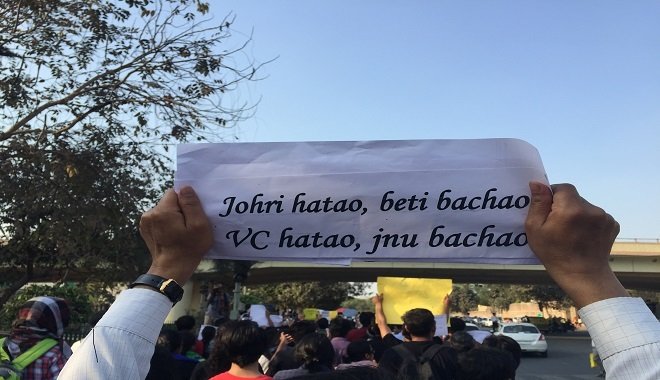 Johri hatao, beti bachao
VC hatao, jnu bachao